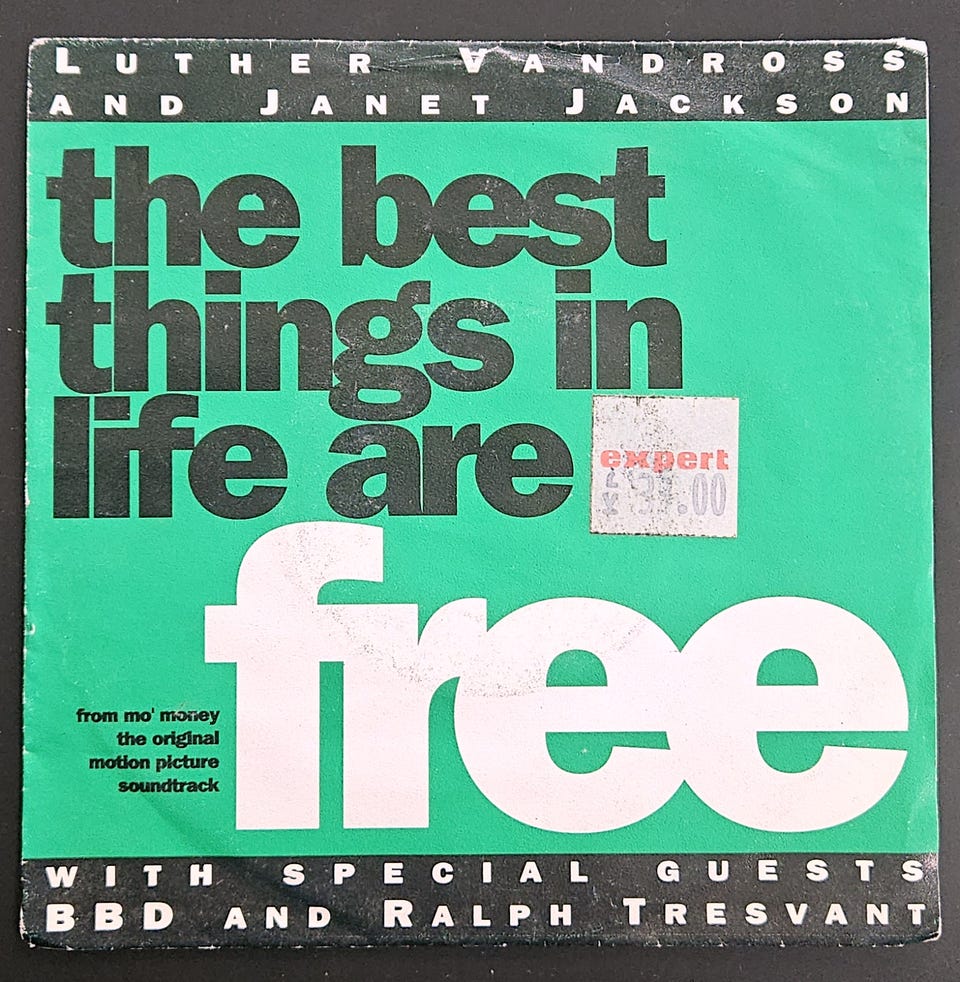 LUTHER VANDROSS
AND JANET JACKSON
the best
things in
life are
expert
free
from mo' money
the original
motion picture
soundtrack
WITH SPECIAL GUESTS
BBD AND RALPH TRESVANT